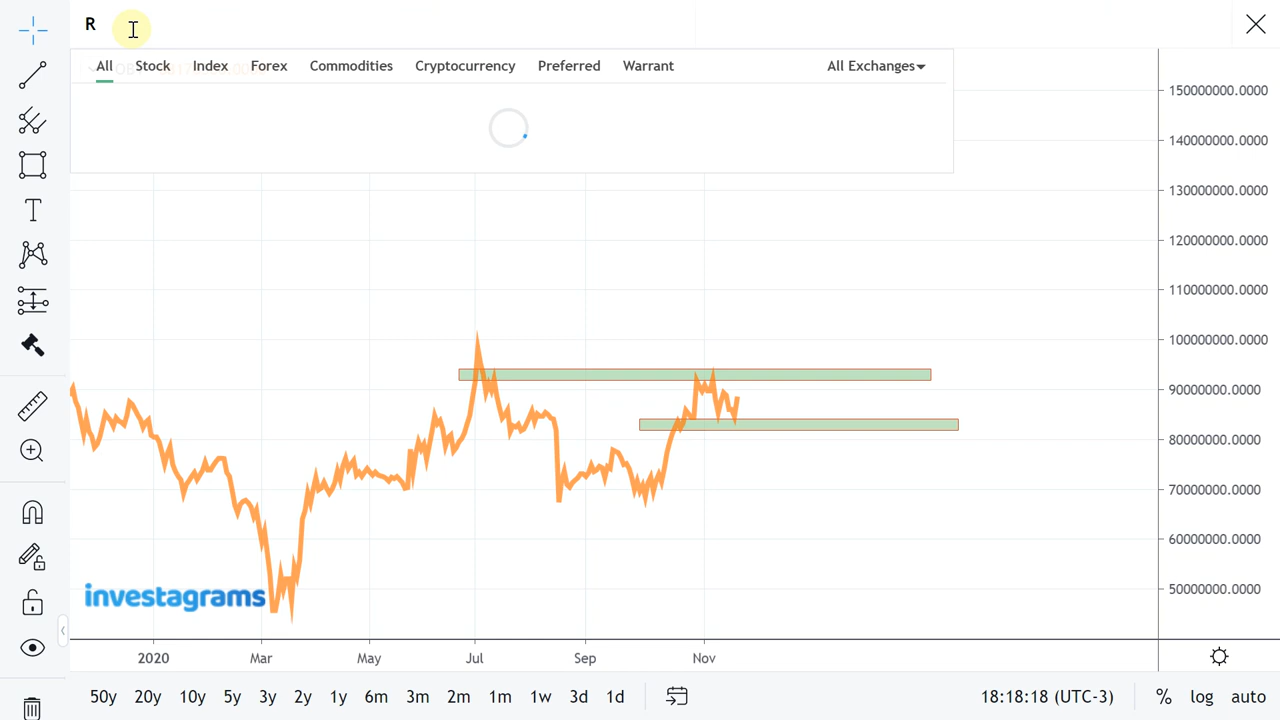 R
All Stock Index Forex Commodities Cryptocurrency Preferred Warrant All Exchanges
150000000.0000
140000000.0000
130000000.0000
120000000.0000
110000000.0000
100000000.0000
90000000.0000
80000000.0000
70000000.0000
60000000.0000
50000000.0000
investagrams
2020 Mar May Jul Sep Nov
50y 20y 10y 5y 3y 2y 1y 6m 3m 2m 1m 1w 3d 1d 18:18:18 (UTC-3) % log auto